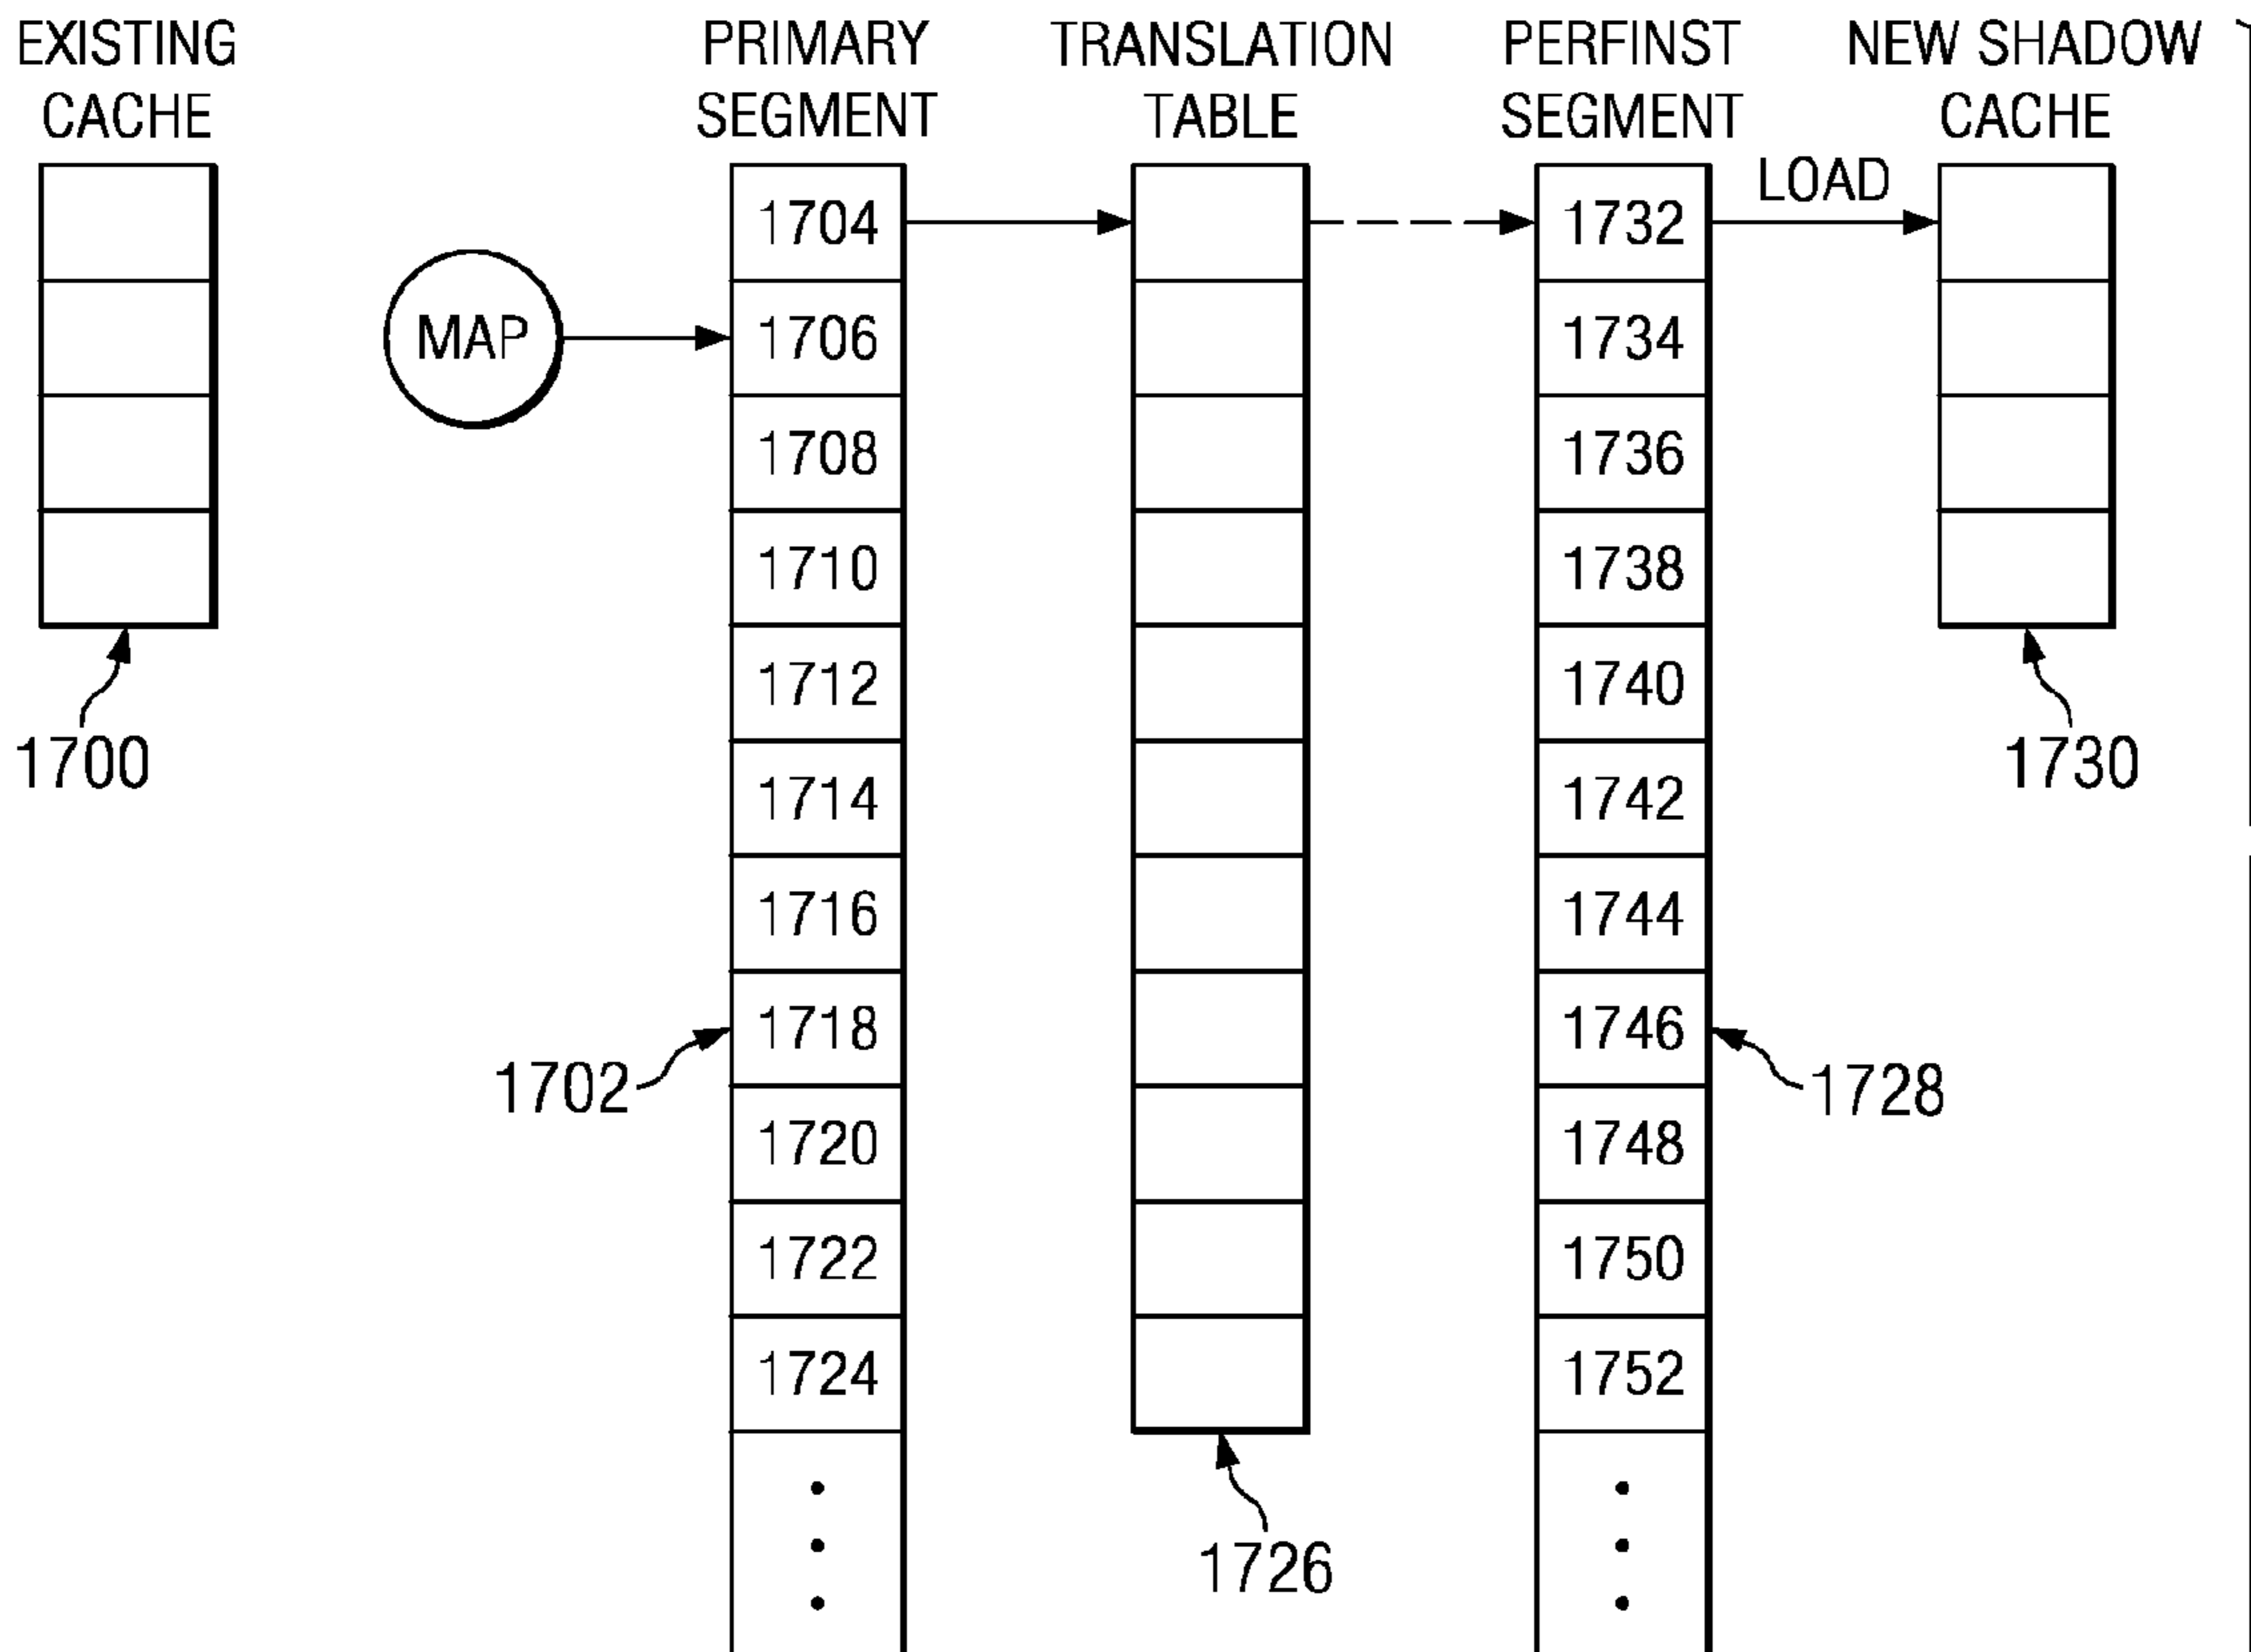 EXISTING
CACHE
PRIMARY
SEGMENT
TRANSLATION
TABLE
PERFINST
SEGMENT
NEW SHADOW
CACHE
LOAD
MAP
1704
1706
1708
1710
1712
1714
1716
1718
1720
1722
1724
1732
1734
1736
1738
1740
1742
1744
1746
1748
1750
1752
1700
1730
1702
1728
1726